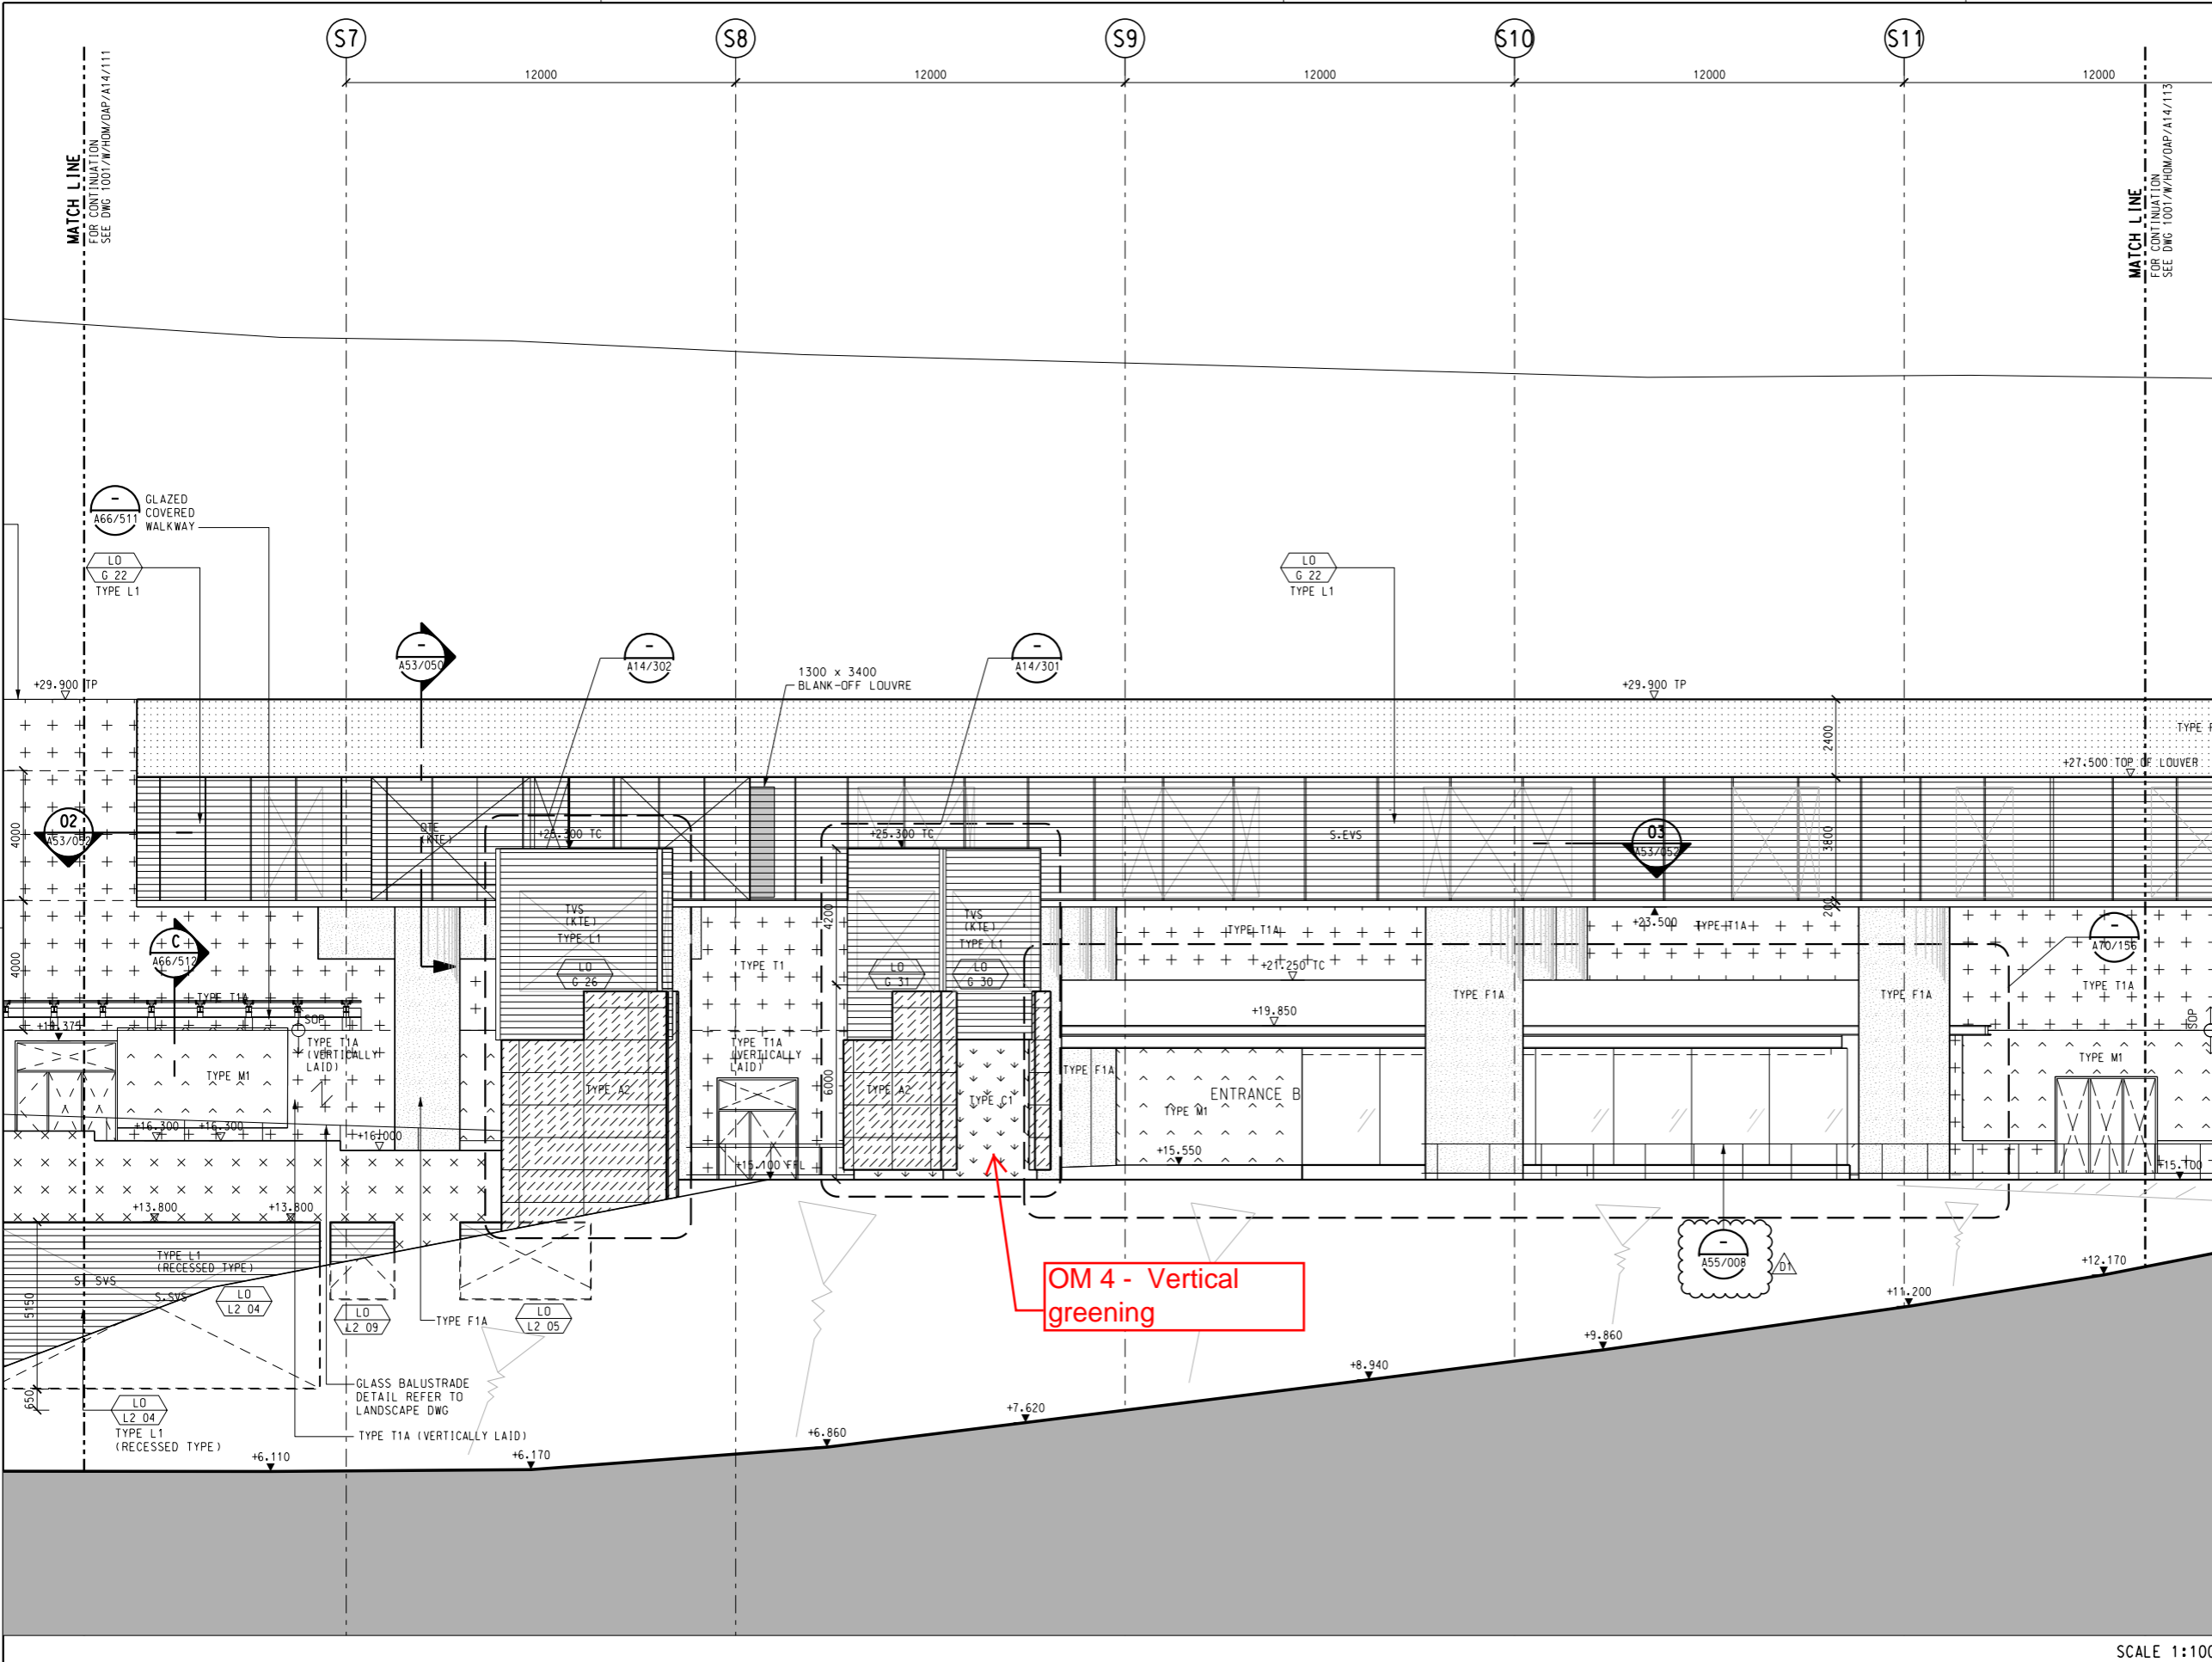 S7
S8
S9
S10
S11
12000
12000
12000
12000
12000
MATCH LINE
FOR CONTINUATION
SEE DWG 1001/W/HOM/OAP/A14/111
MATCH LINE
FOR CONTINUATION
SEE DWG 1001/W/HOM/OAP/A14/113
-
A66/511
GLAZED
COVERED
WALKWAY
LO
G 22
TYPE L1
LO
G 22
TYPE L1
-
A53/050
-
A14/302
-
A14/301
1300 x 3400
BLANK-OFF LOUVRE
+29.900 TP
+29.900 TP
2400
+27.500 TOP OF LOUVER
02
A53/052
4000
QTE
(KTE)
+25.300 TC
+25.300 TC
S.EVS
03
A53/052
3800
200
C
A66/512
4000
TVS
(KTE)
TYPE L1
LO
G 26
TYPE T1
4200
TVS
(KTE)
TYPE L1
LO
G 31
LO
G 30
TYPE T1A
+23.500
TYPE T1A
+21.250 TC
-
A70/156
TYPE T1A
TYPE F1A
TYPE F1A
TYPE T1A
+19.850
SOP
SOP
+19.375
TYPE T1A
(VERTICALLY
LAID)
TYPE M1
TYPE A2
TYPE T1A
(VERTICALLY
LAID)
6000
TYPE A2
TYPE C1
TYPE F1A
ENTRANCE B
TYPE M1
TYPE M1
+16.300
+16.300
+16.000
+15.100 FFL
+15.550
+15.100
+13.800
+13.800
TYPE L1
(RECESSED TYPE)
S.SVS
LO
L2 04
5150
LO
L2 09
TYPE F1A
LO
L2 05
OM 4 - Vertical
greening
-
A55/008
D1
+12.170
+11.200
+9.860
+8.940
650
GLASS BALUSTRADE
DETAIL REFER TO
LANDSCAPE DWG
LO
L2 04
TYPE L1
(RECESSED TYPE)
TYPE T1A (VERTICALLY LAID)
+7.620
+6.860
+6.110
+6.170
SCALE 1:100